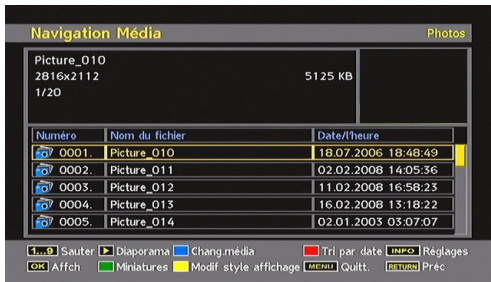 Navigation Média Photos
Picture_010
2816x2112 5125 KB
1/20
Numéro Nom du fichier Date/l'heure
0001. Picture_010 18.07.2006 18:48:49
0002. Picture_011 02.02.2008 14:05:36
0003. Picture_012 11.02.2008 16:58:23
0004. Picture_013 16.02.2008 13:18:22
0005. Picture_014 02.01.2003 03:07:07
1...9 Sauter Diaporama Chang.média Tri par date INFO Réglages
OK Affch Miniatures Modif style affichage MENU Quitt. RETURN Préc